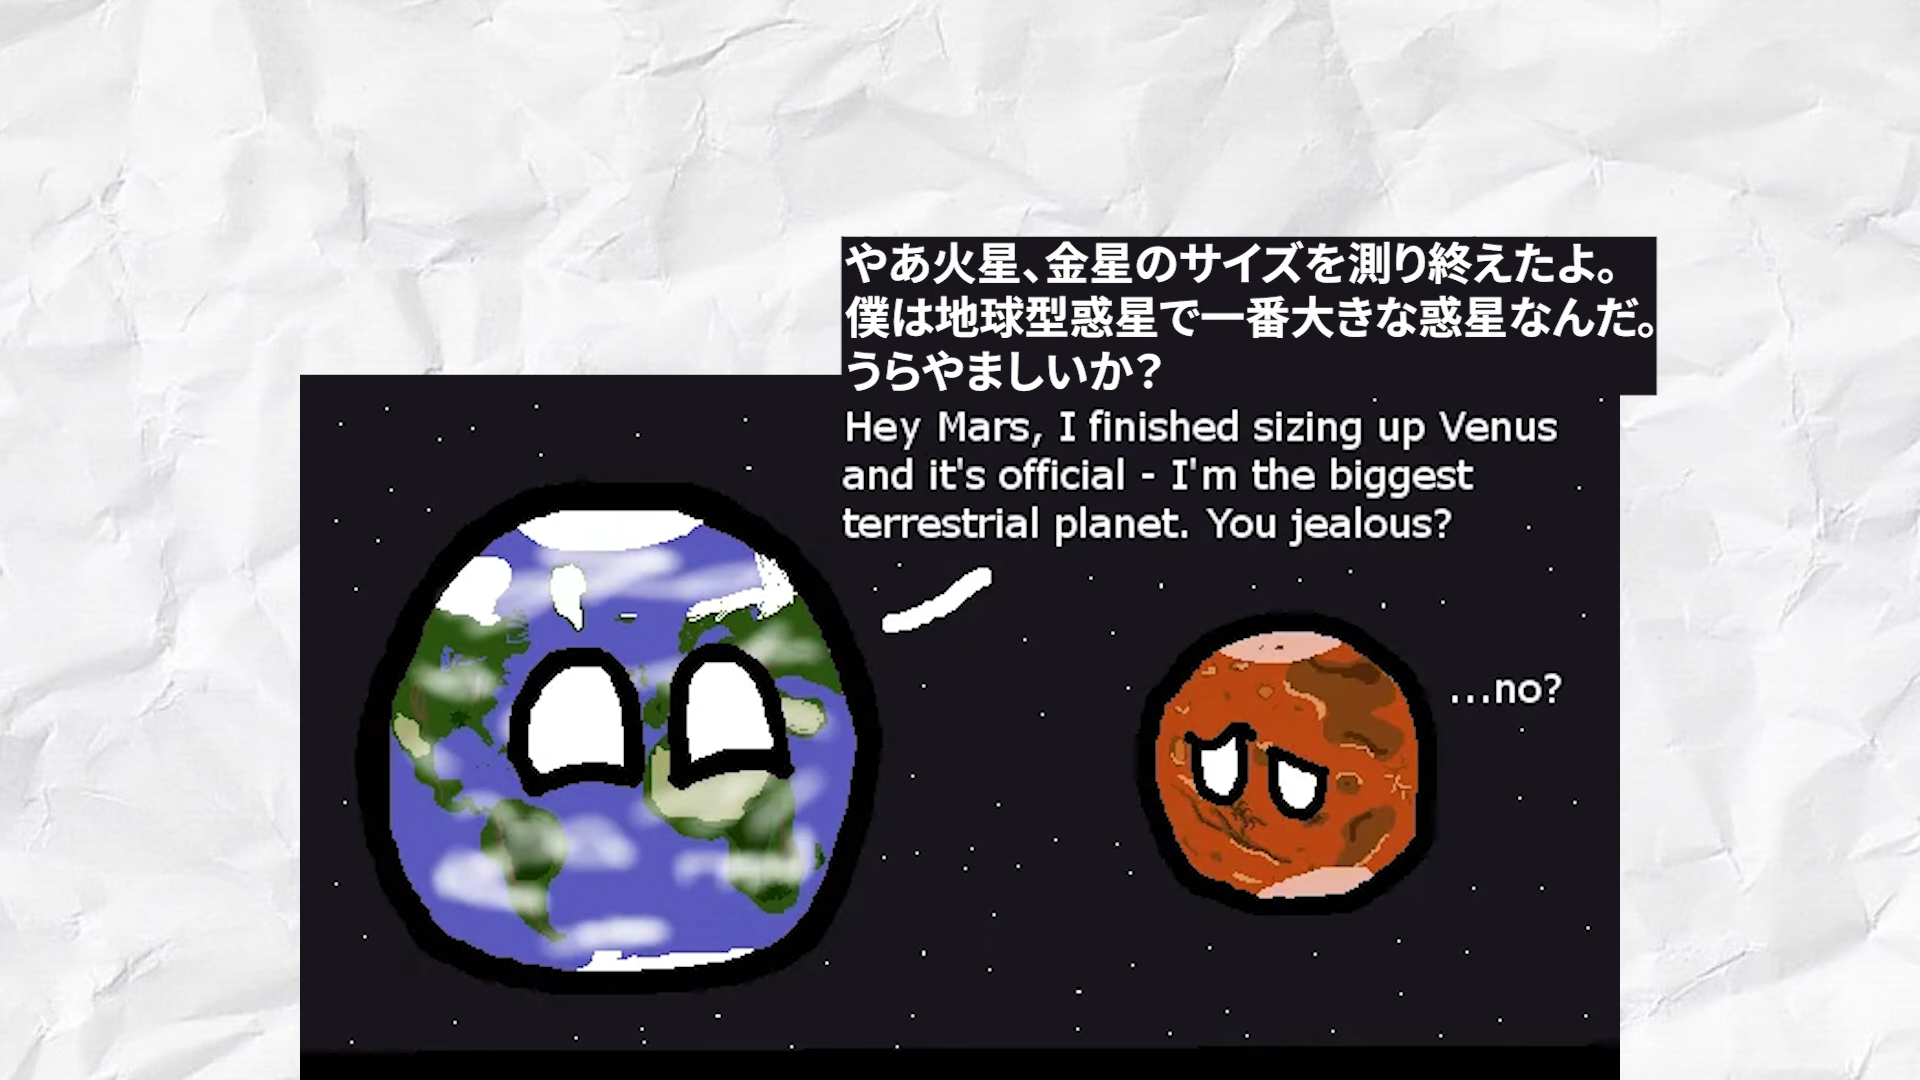 やあ火星、金星のサイズを測り終えたよ。
僕は地球型惑星で一番大きな惑星なんだ。
うらやましいか？
Hey Mars, I finished sizing up Venus
and it's official - I'm the biggest
terrestrial planet. You jealous?
...no?